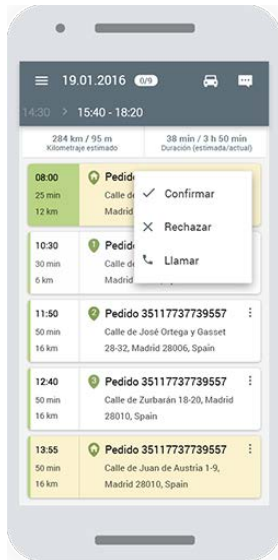 19.01.2016 0/9
14:30 > 15:40 - 18:20
284 km / 95 m
Kilometraje estimado
38 min / 3 h 50 min
Duración (estimada/actual)
08:00
25 min
12 km
Pedid
Calle de
Madrid
Confirmar
Rechazar
Llamar
10:30
30 min
6 km
1 Pedid
Calle de
Madrid
11:50
50 min
16 km
2 Pedido 35117737739557
Calle de José Ortega y Gasset
28-32, Madrid 28006, Spain
12:40
50 min
16 km
3 Pedido 35117737739557
Calle de Zurbarán 18-20, Madrid
28010, Spain
13:55
50 min
16 km
Pedido 35117737739557
Calle de Juan de Austria 1-9,
Madrid 28010, Spain